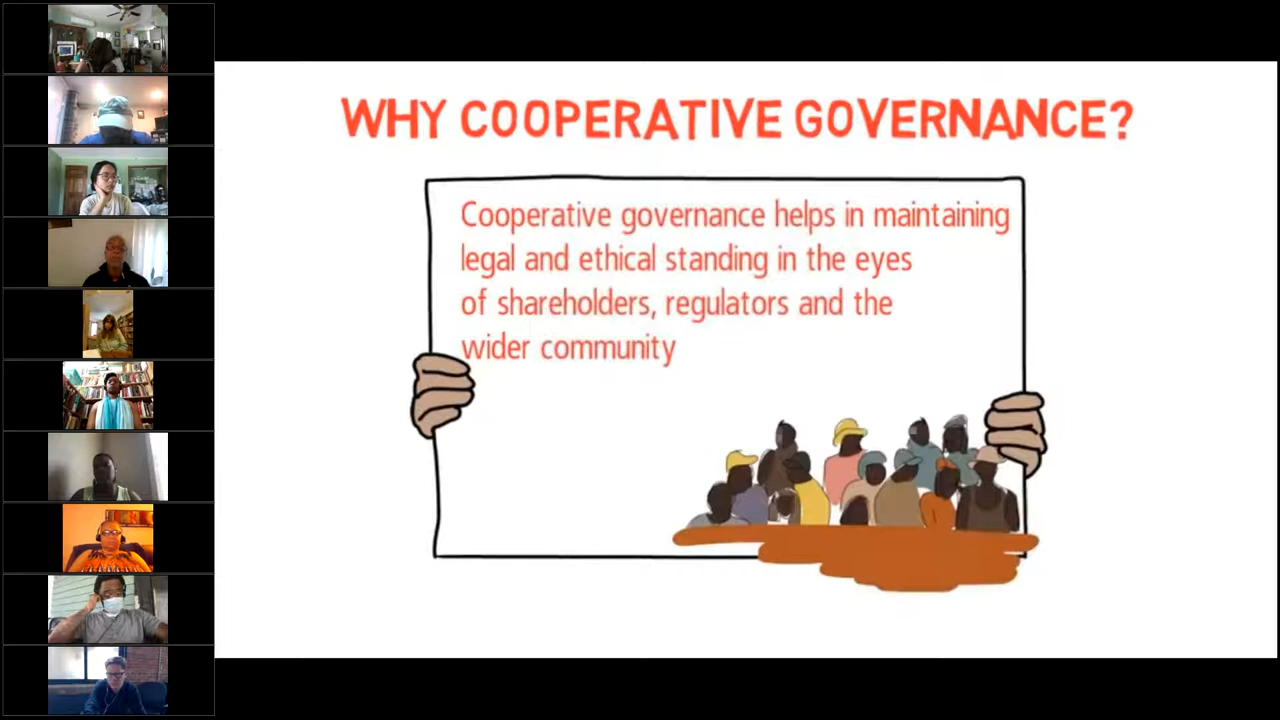 WHY COOPERATIVE GOVERNANCE?
Cooperative governance helps in maintaining
legal and ethical standing in the eyes
of shareholders, regulators and the
wider community